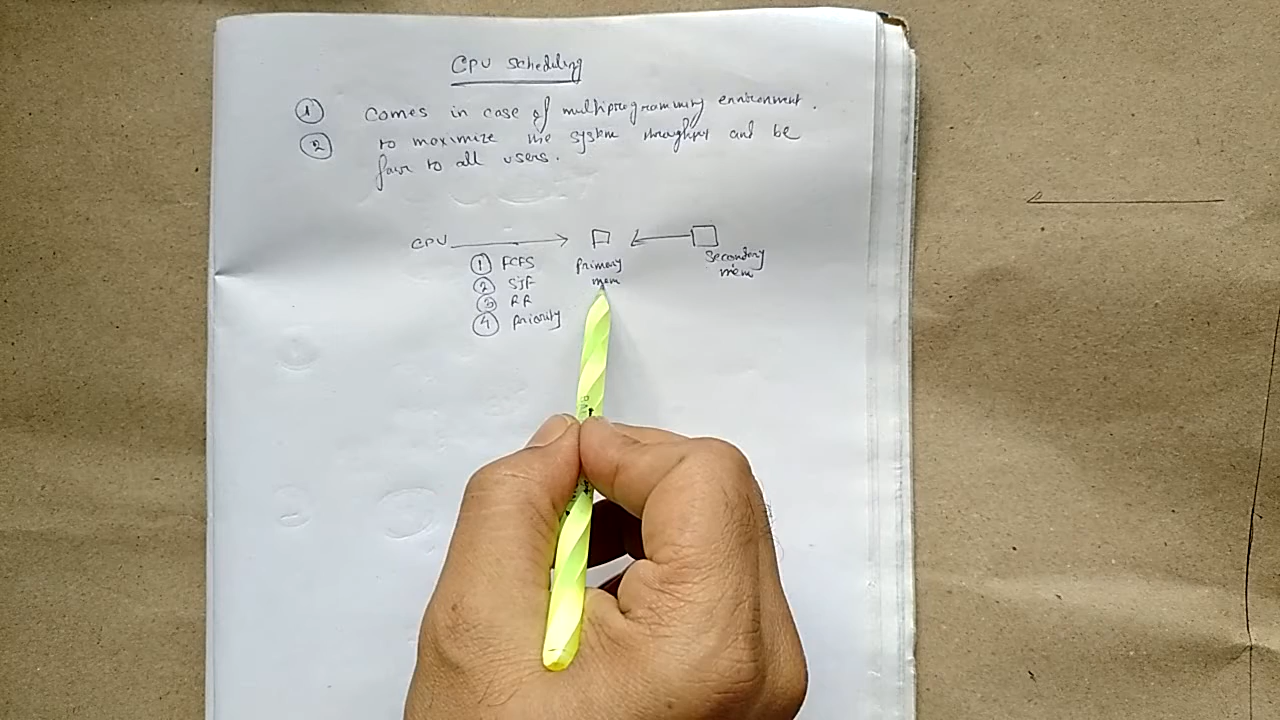 CPU Scheduling
① Comes in case of multiprogramming environment.
② to maximize the system throughput and be
fair to all users.
CPU
① FCFS
② SJF
③ RR
④ Priority
Primary
mem
Secondary
mem